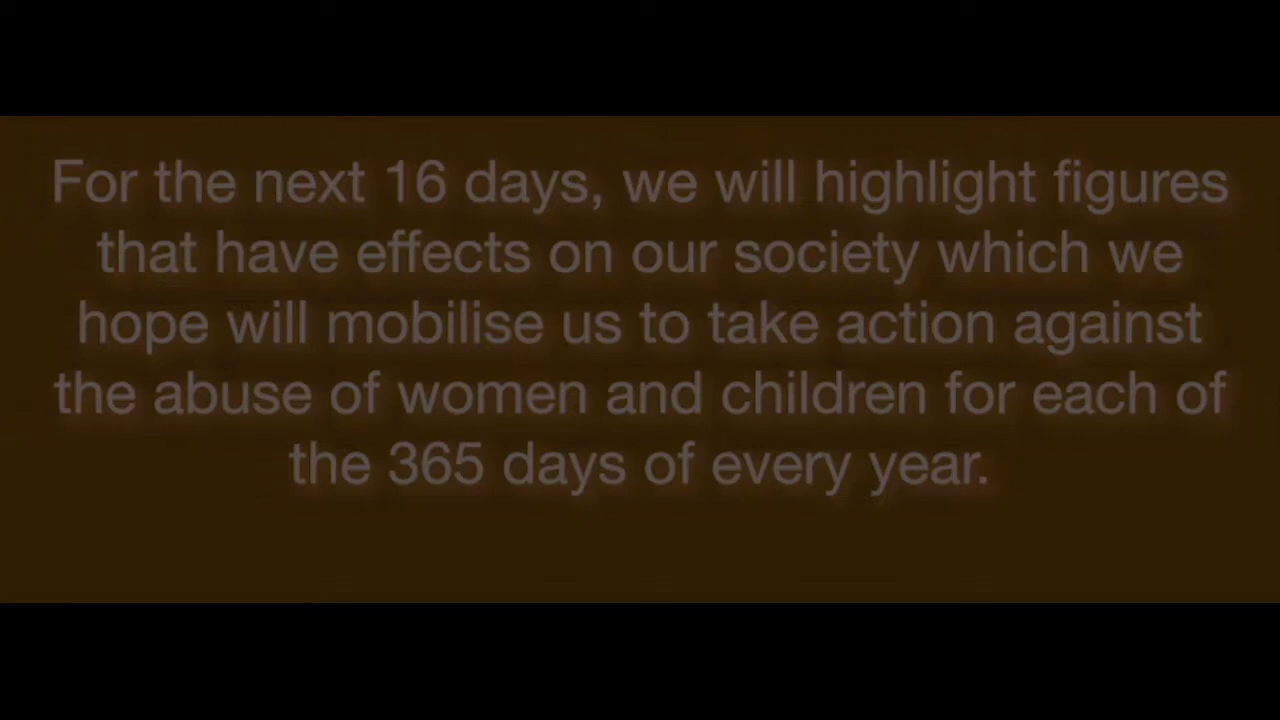 For the next 16 days, we will highlight figures
that have effects on our society which we
hope will mobilise us to take action against
the abuse of women and children for each of
the 365 days of every year.